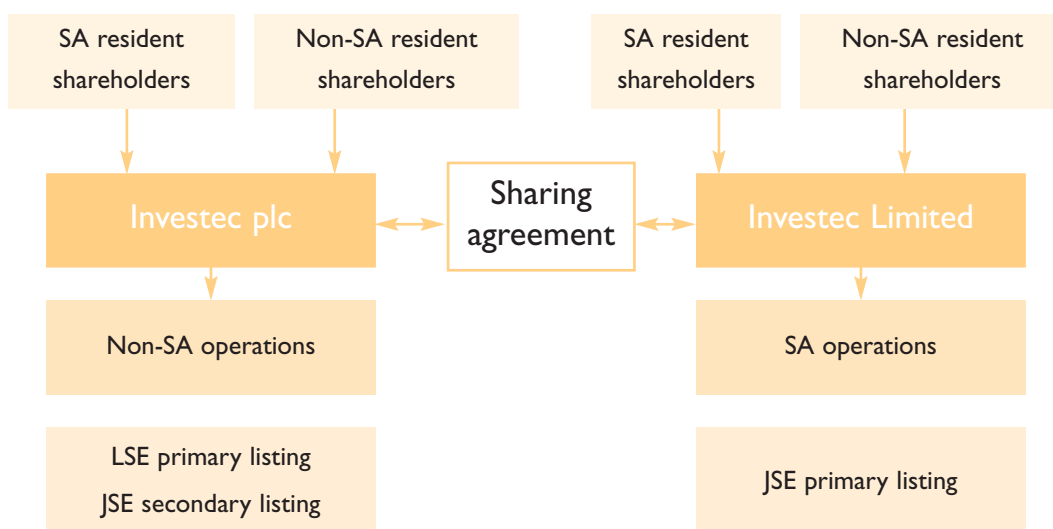 SA resident
shareholders
Non-SA resident
shareholders
SA resident
shareholders
Non-SA resident
shareholders
Investec plc
Sharing
agreement
Investec Limited
Non-SA operations
SA operations
LSE primary listing
JSE secondary listing
JSE primary listing